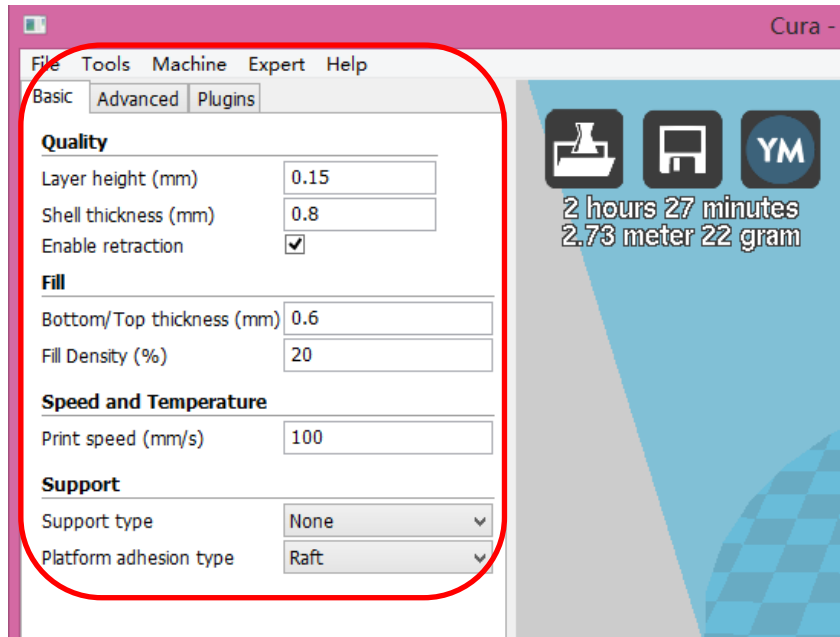 Cura -
File Tools Machine Expert Help
Basic Advanced Plugins
Quality
Layer height (mm) 0.15
Shell thickness (mm) 0.8
Enable retraction
Fill
Bottom/Top thickness (mm) 0.6
Fill Density (%) 20
Speed and Temperature
Print speed (mm/s) 100
Support
Support type None
Platform adhesion type Raft
YM
2 hours 27 minutes
2.73 meter 22 gram